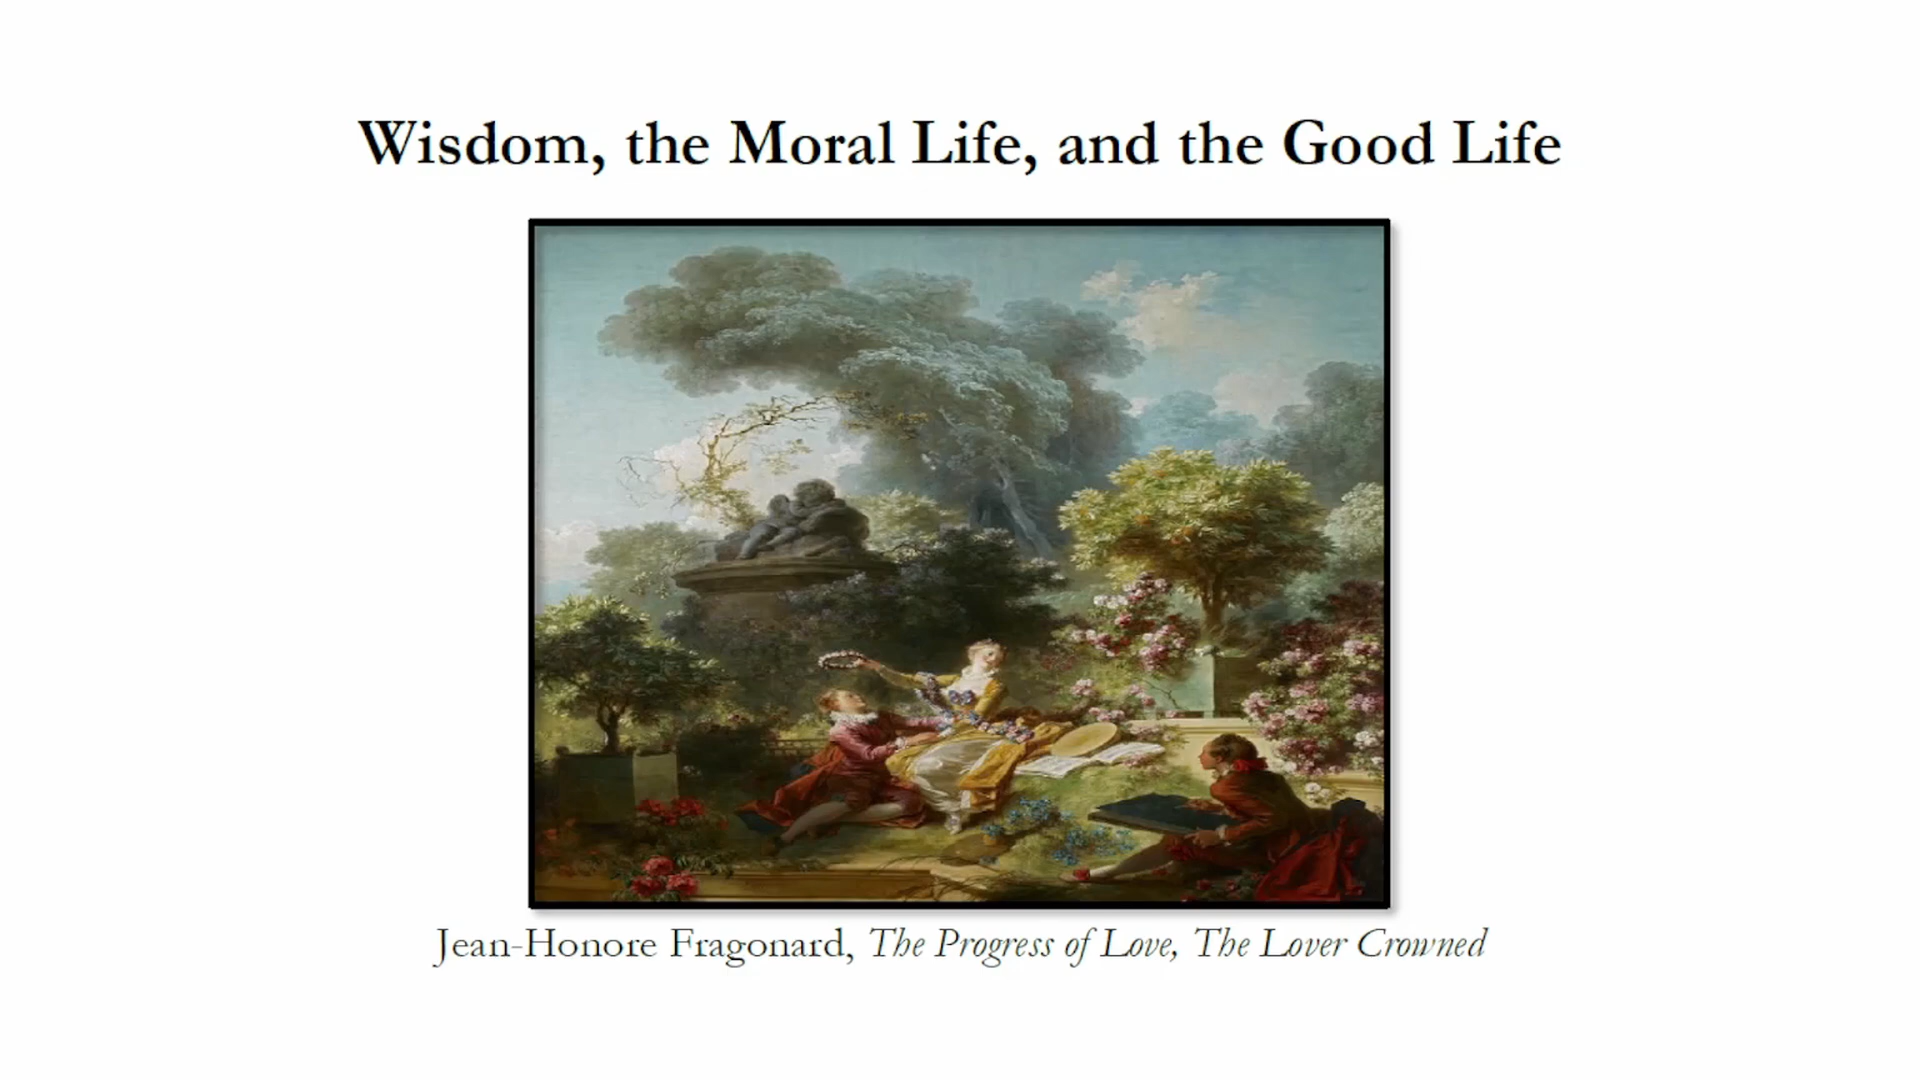 Wisdom, the Moral Life, and the Good Life
Jean-Honore Fragonard, The Progress of Love, The Lover Crowned